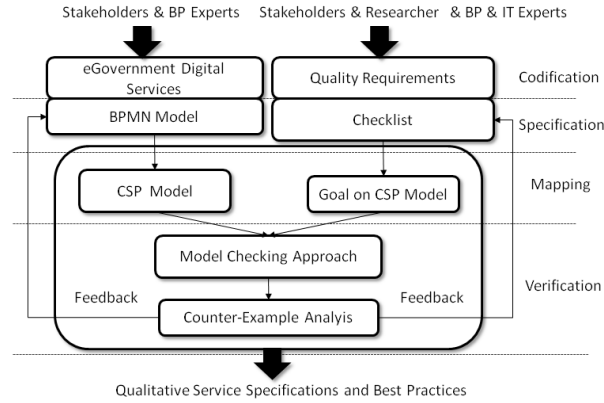 Stakeholders & BP Experts
Stakeholders & Researcher & BP & IT Experts
eGovernment Digital
Services
Quality Requirements
Codification
BPMN Model
Checklist
Specification
CSP Model
Goal on CSP Model
Mapping
Model Checking Approach
Feedback
Feedback
Verification
Counter-Example Analyis
Qualitative Service Specifications and Best Practices